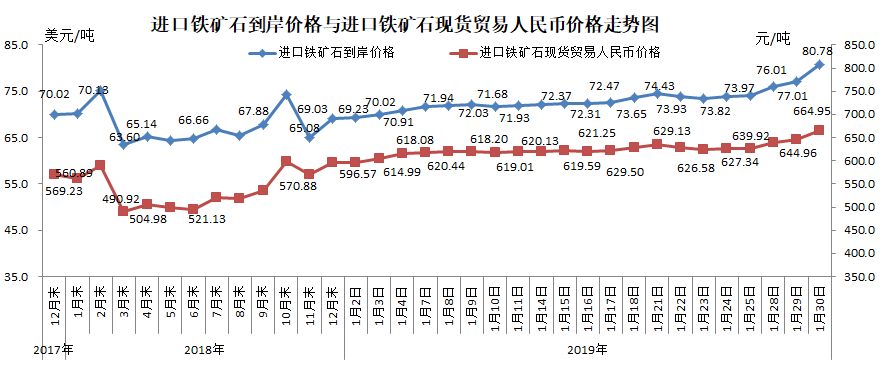 进口铁矿石到岸价格与进口铁矿石现货贸易人民币价格走势图
美元/吨
元/吨
进口铁矿石到岸价格
进口铁矿石现货贸易人民币价格
85.0
75.0
65.0
55.0
45.0
35.0
850.0
800.0
750.0
700.0
650.0
600.0
550.0
500.0
450.0
400.0
350.0
70.02
70.13
63.60
65.14
66.66
67.88
65.08
69.03
69.23
70.02
70.91
71.94
72.03
71.68
71.93
72.37
72.31
72.47
73.65
74.43
73.93
73.82
73.97
76.01
77.01
80.78
569.23
560.89
490.92
504.98
521.13
570.88
596.57
614.99
618.08
620.44
618.20
619.01
620.13
619.59
621.25
629.50
629.13
626.58
627.34
639.92
644.96
664.95
12月末
1月末
2月末
3月末
4月末
5月末
6月末
7月末
8月末
9月末
10月末
11月末
12月末
1月2日
1月3日
1月4日
1月7日
1月8日
1月9日
1月10日
1月11日
1月14日
1月15日
1月16日
1月17日
1月18日
1月21日
1月22日
1月23日
1月24日
1月25日
1月28日
1月29日
1月30日
2017年
2018年
2019年